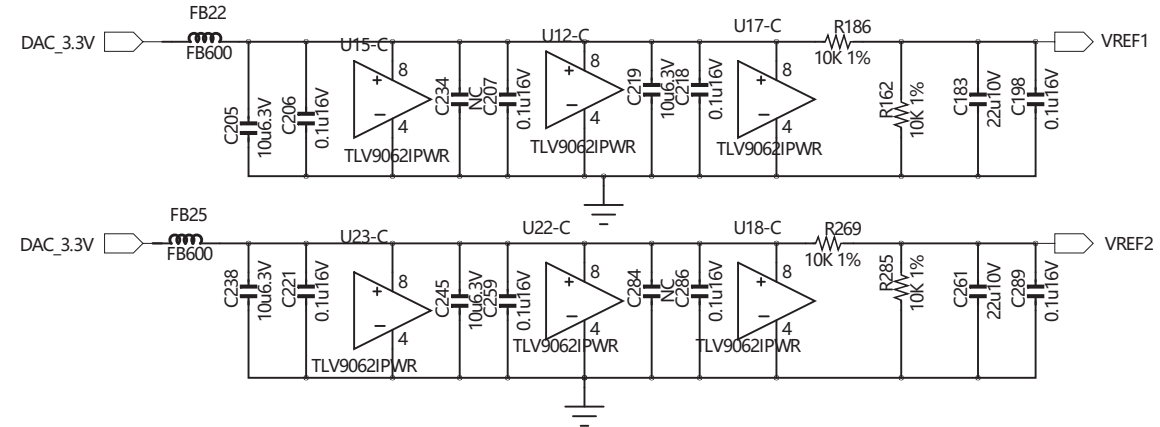 FB22
DAC_3.3V
FB600
C205
10u6.3V
C206
0.1u16V
U15-C
8
4
TLV9062IPWR
C234
NC
C207
0.1u16V
U12-C
8
4
TLV9062IPWR
C219
10u6.3V
C218
0.1u16V
U17-C
8
4
TLV9062IPWR
R186
10K 1%
R162
10K 1%
C183
22u10V
C198
0.1u16V
VREF1
FB25
DAC_3.3V
FB600
C238
10u6.3V
C221
0.1u16V
U23-C
8
4
TLV9062IPWR
C245
10u6.3V
C259
0.1u16V
U22-C
8
4
TLV9062IPWR
C284
NC
C286
0.1u16V
U18-C
8
4
TLV9062IPWR
R269
10K 1%
R285
10K 1%
C261
22u10V
C289
0.1u16V
VREF2